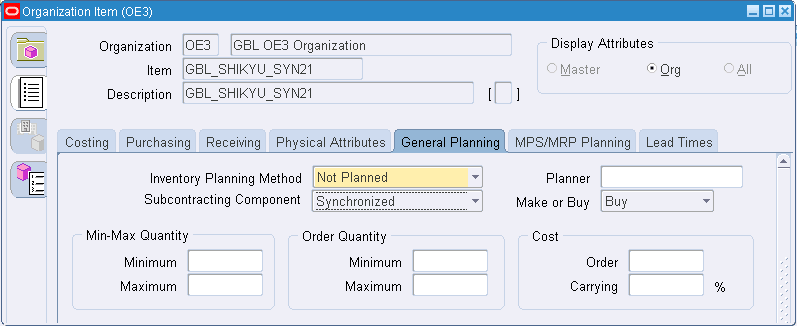 Organization Item (OE3)
Organization OE3 GBL OE3 Organization
Item GBL_SHIKYU_SYN21
Description GBL_SHIKYU_SYN21 [ ]
Display Attributes
Master Org All
Costing Purchasing Receiving Physical Attributes General Planning MPS/MRP Planning Lead Times
Inventory Planning Method Not Planned Planner
Subcontracting Component Synchronized Make or Buy Buy
Min-Max Quantity Order Quantity Cost
Minimum Minimum Order
Maximum Maximum Carrying %